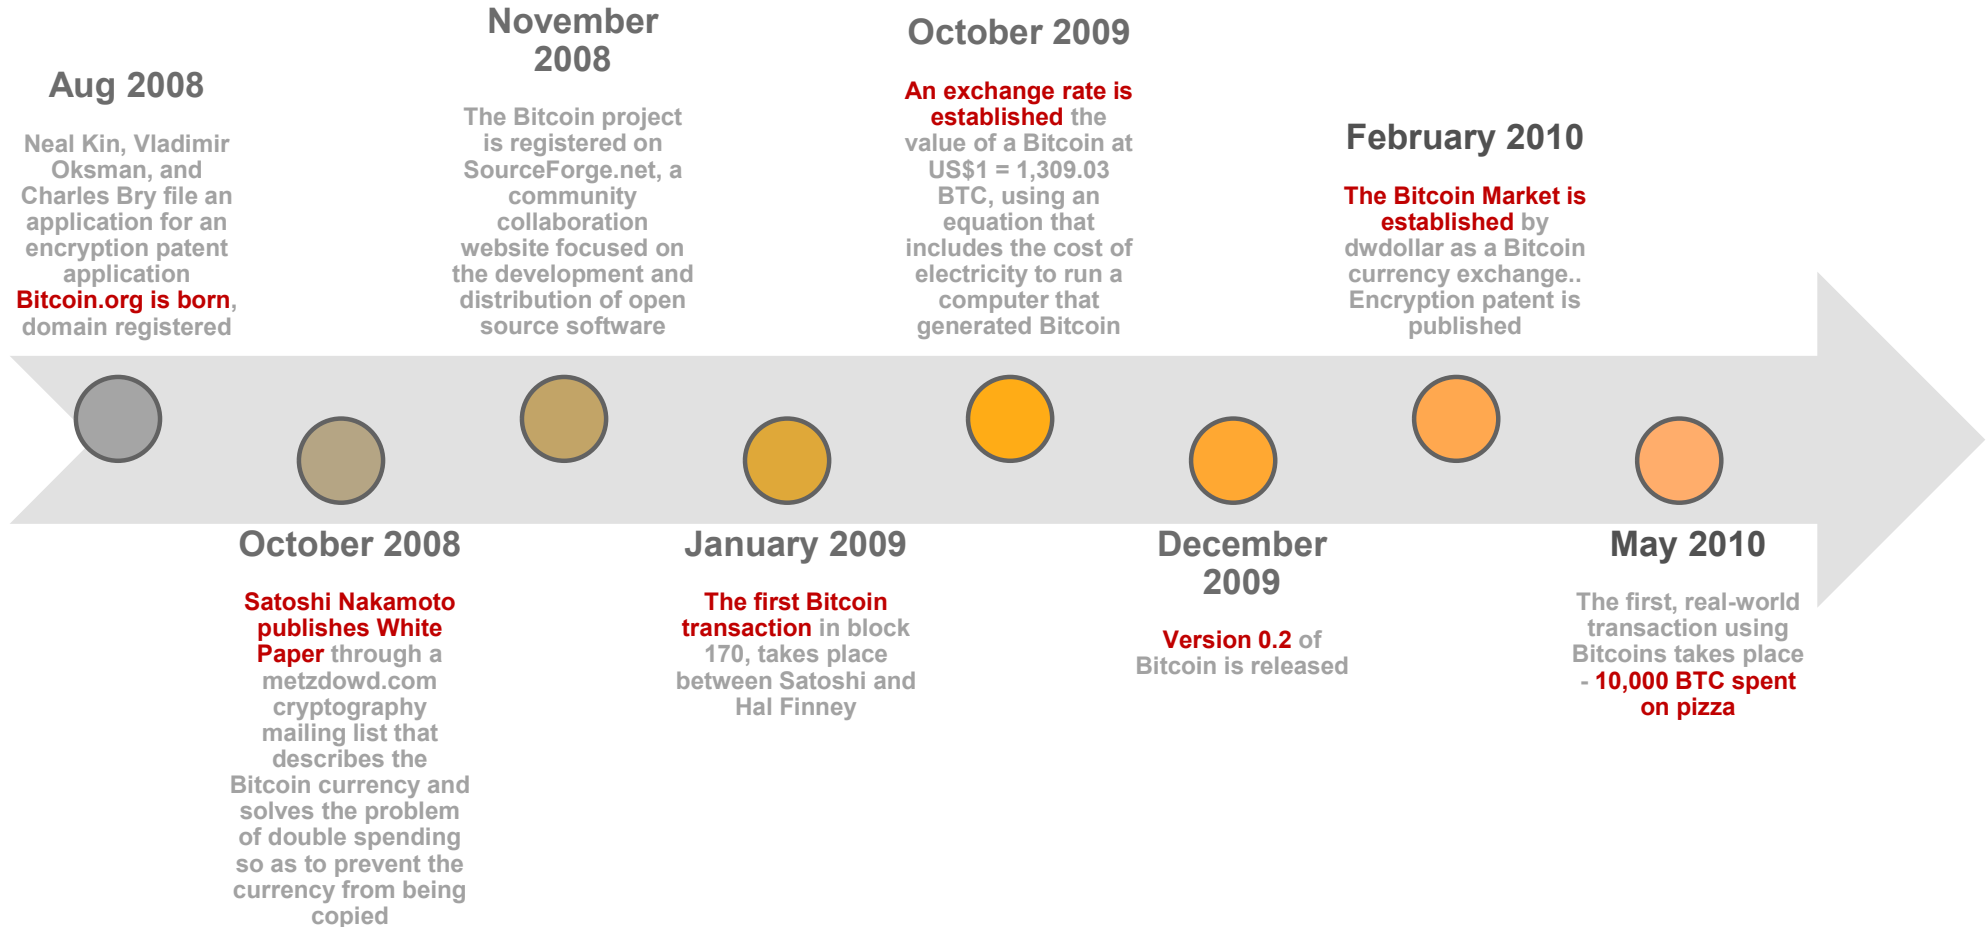 Aug 2008
Neal Kin, Vladimir
Oksman, and
Charles Bry file an
application for an
encryption patent
application
Bitcoin.org is born,
domain registered
October 2008
Satoshi Nakamoto
publishes White
Paper through a
metzdowd.com
cryptography
mailing list that
describes the
Bitcoin currency and
solves the problem
of double spending
so as to prevent the
currency from being
copied
November
2008
The Bitcoin project
is registered on
SourceForge.net, a
community
collaboration
website focused on
the development and
distribution of open
source software
January 2009
The first Bitcoin
transaction in block
170, takes place
between Satoshi and
Hal Finney
October 2009
An exchange rate is
established the
value of a Bitcoin at
US$1 = 1,309.03
BTC, using an
equation that
includes the cost of
electricity to run a
computer that
generated Bitcoin
December
2009
Version 0.2 of
Bitcoin is released
February 2010
The Bitcoin Market is
established by
dwdollar as a Bitcoin
currency exchange..
Encryption patent is
published
May 2010
The first, real-world
transaction using
Bitcoins takes place
- 10,000 BTC spent
on pizza